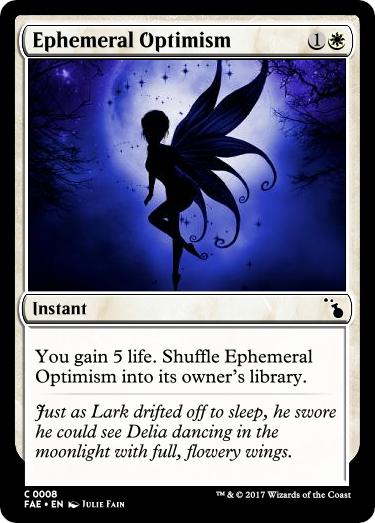 Ephemeral Optimism 1
Instant
You gain 5 life. Shuffle Ephemeral
Optimism into its owner's library.
Just as Lark drifted off to sleep, he swore
he could see Delia dancing in the
moonlight with full, flowery wings.
C 0008
FAE • EN Julie Fain ™ & © 2017 Wizards of the Coast